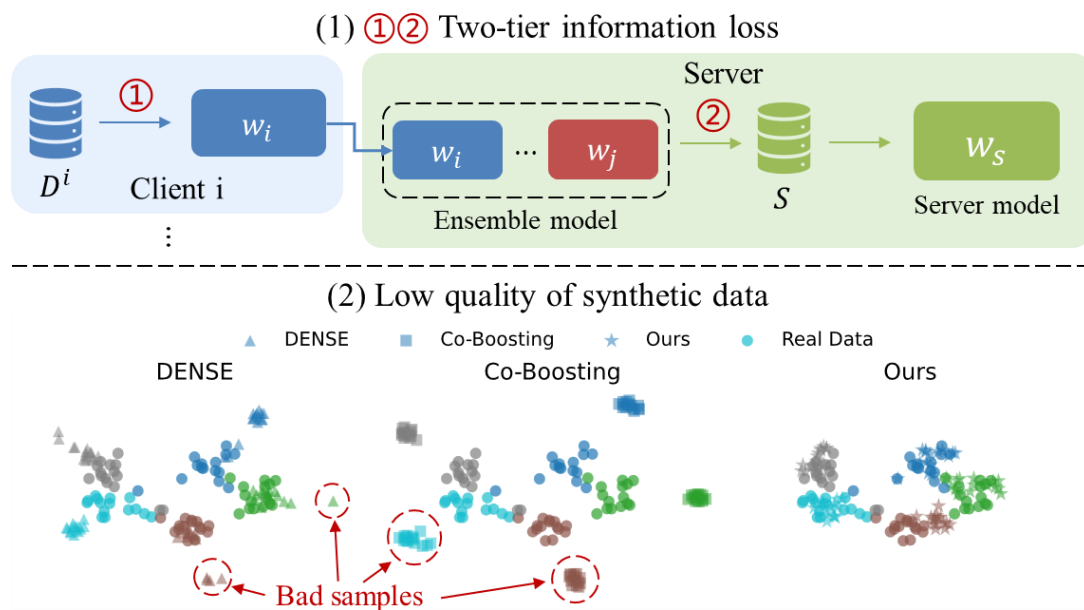 (1) ①② Two-tier information loss
Server
①
②
w_i
w_i
...
w_j
w_s
D^i
Client i
Ensemble model
S
Server model
⋮
(2) Low quality of synthetic data
DENSE Co-Boosting Ours Real Data
DENSE Co-Boosting Ours
Bad samples